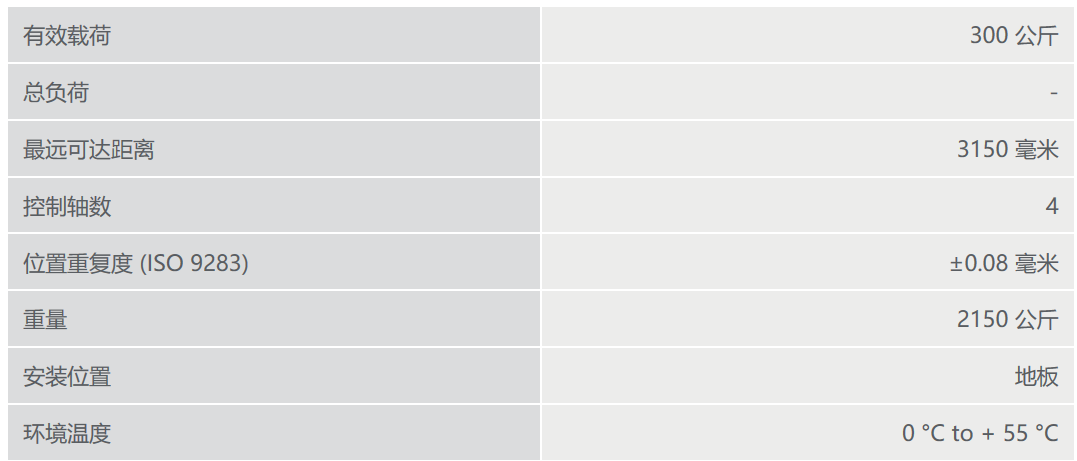 有效载荷 300 公斤
总负荷 -
最远可达距离 3150 毫米
控制轴数 4
位置重复度 (ISO 9283) ±0.08 毫米
重量 2150 公斤
安装位置 地板
环境温度 0 °C to + 55 °C